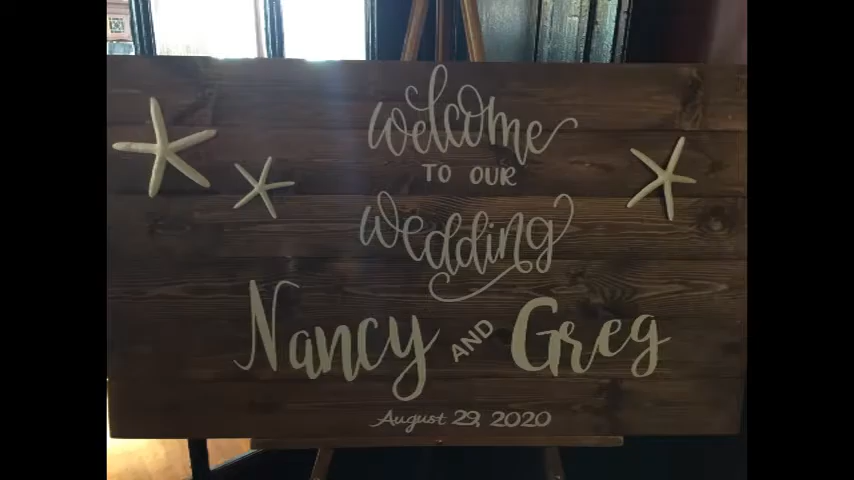 welcome
TO OUR
wedding
Nancy AND Greg
August 29, 2020